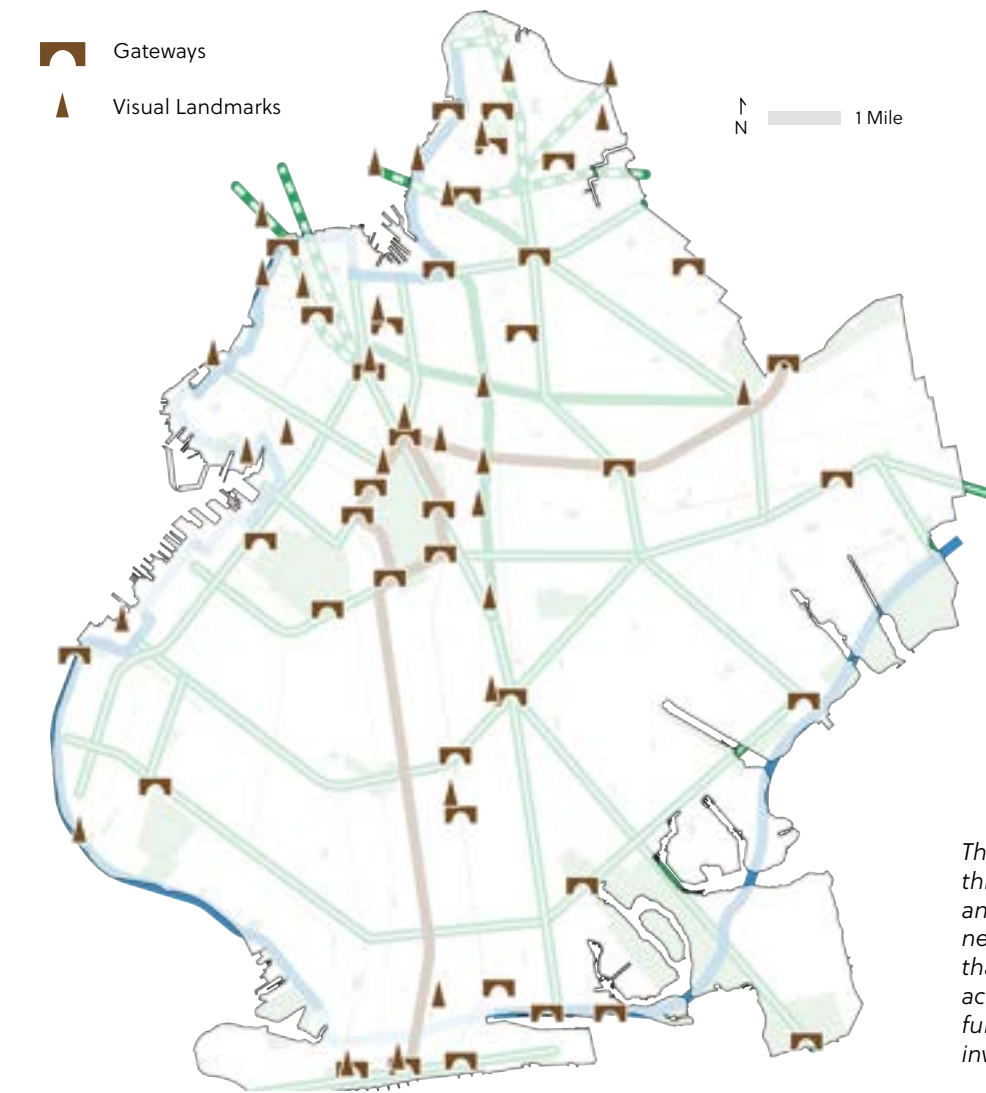 Gateways
Visual Landmarks
N
1 Mile
Th
thi
an
ne
tha
ac
fu
inv